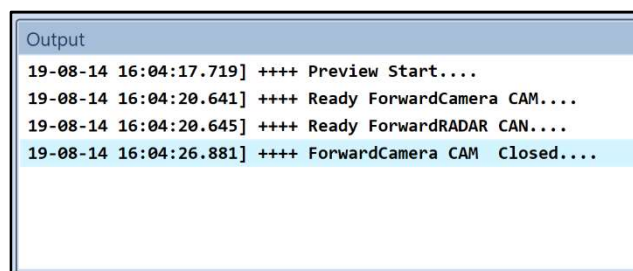 Output
19-08-14 16:04:17.719] ++++ Preview Start....
19-08-14 16:04:20.641] ++++ Ready ForwardCamera CAM....
19-08-14 16:04:20.645] ++++ Ready ForwardRADAR CAN....
19-08-14 16:04:26.881] ++++ ForwardCamera CAM  Closed....